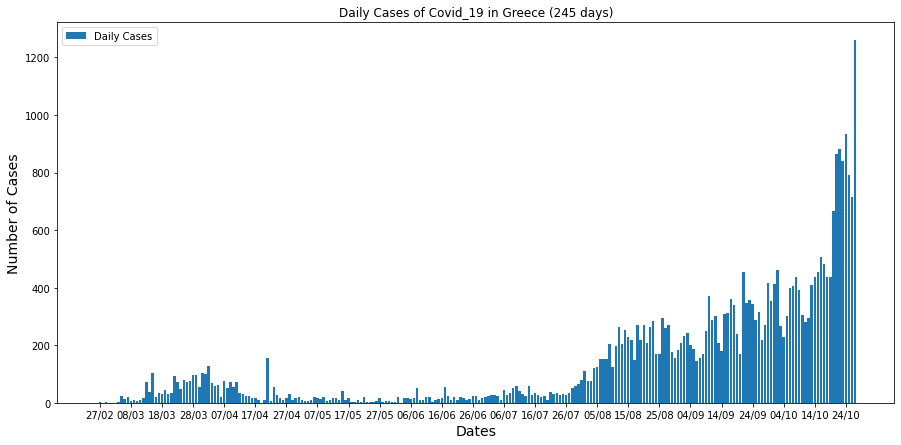 Daily Cases of Covid_19 in Greece (245 days)
Daily Cases
Number of Cases
1200
1000
800
600
400
200
0
27/02 08/03 18/03 28/03 07/04 17/04 27/04 07/05 17/05 27/05 06/06 16/06 26/06 06/07 16/07 26/07 05/08 15/08 25/08 04/09 14/09 24/09 04/10 14/10 24/10
Dates